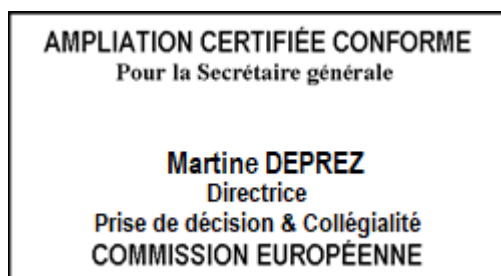 AMPLIATION CERTIFIÉE CONFORME
Pour la Secrétaire générale
Martine DEPREZ
Directrice
Prise de décision & Collégialité
COMMISSION EUROPÉENNE